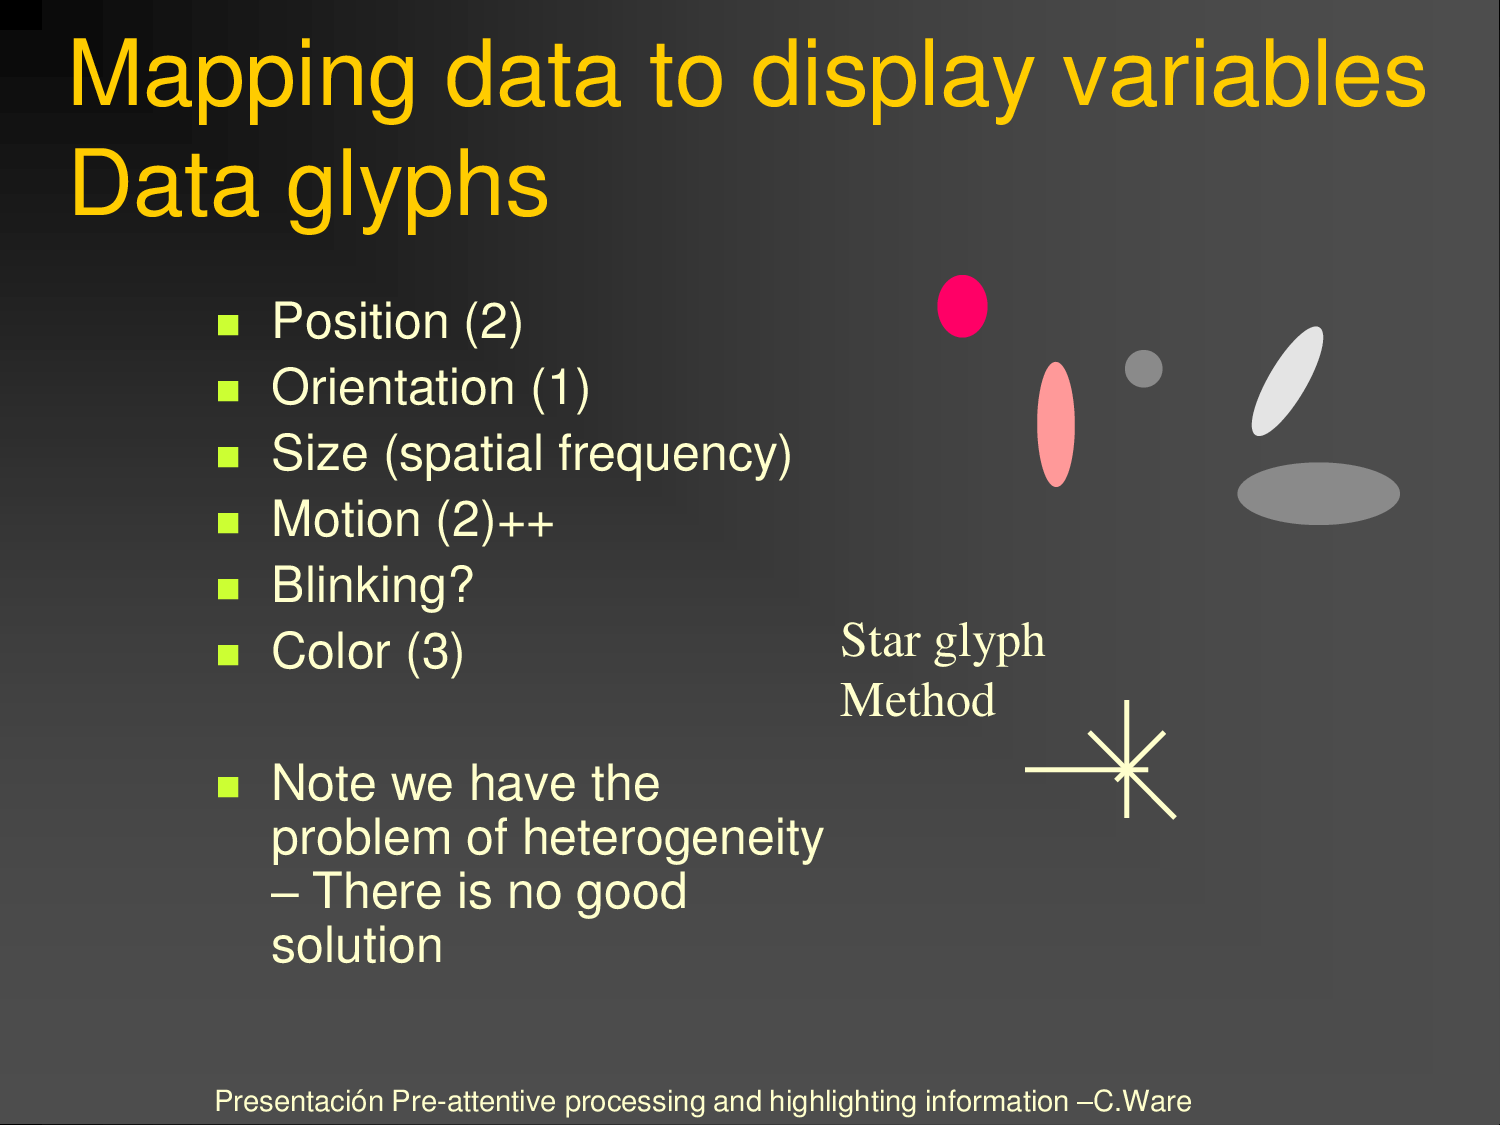 Mapping data to display variables
Data glyphs
Position (2)
Orientation (1)
Size (spatial frequency)
Motion (2)++
Blinking?
Color (3)
Note we have the
problem of heterogeneity
– There is no good
solution
Star glyph
Method
Presentación Pre-attentive processing and highlighting information –C.Ware